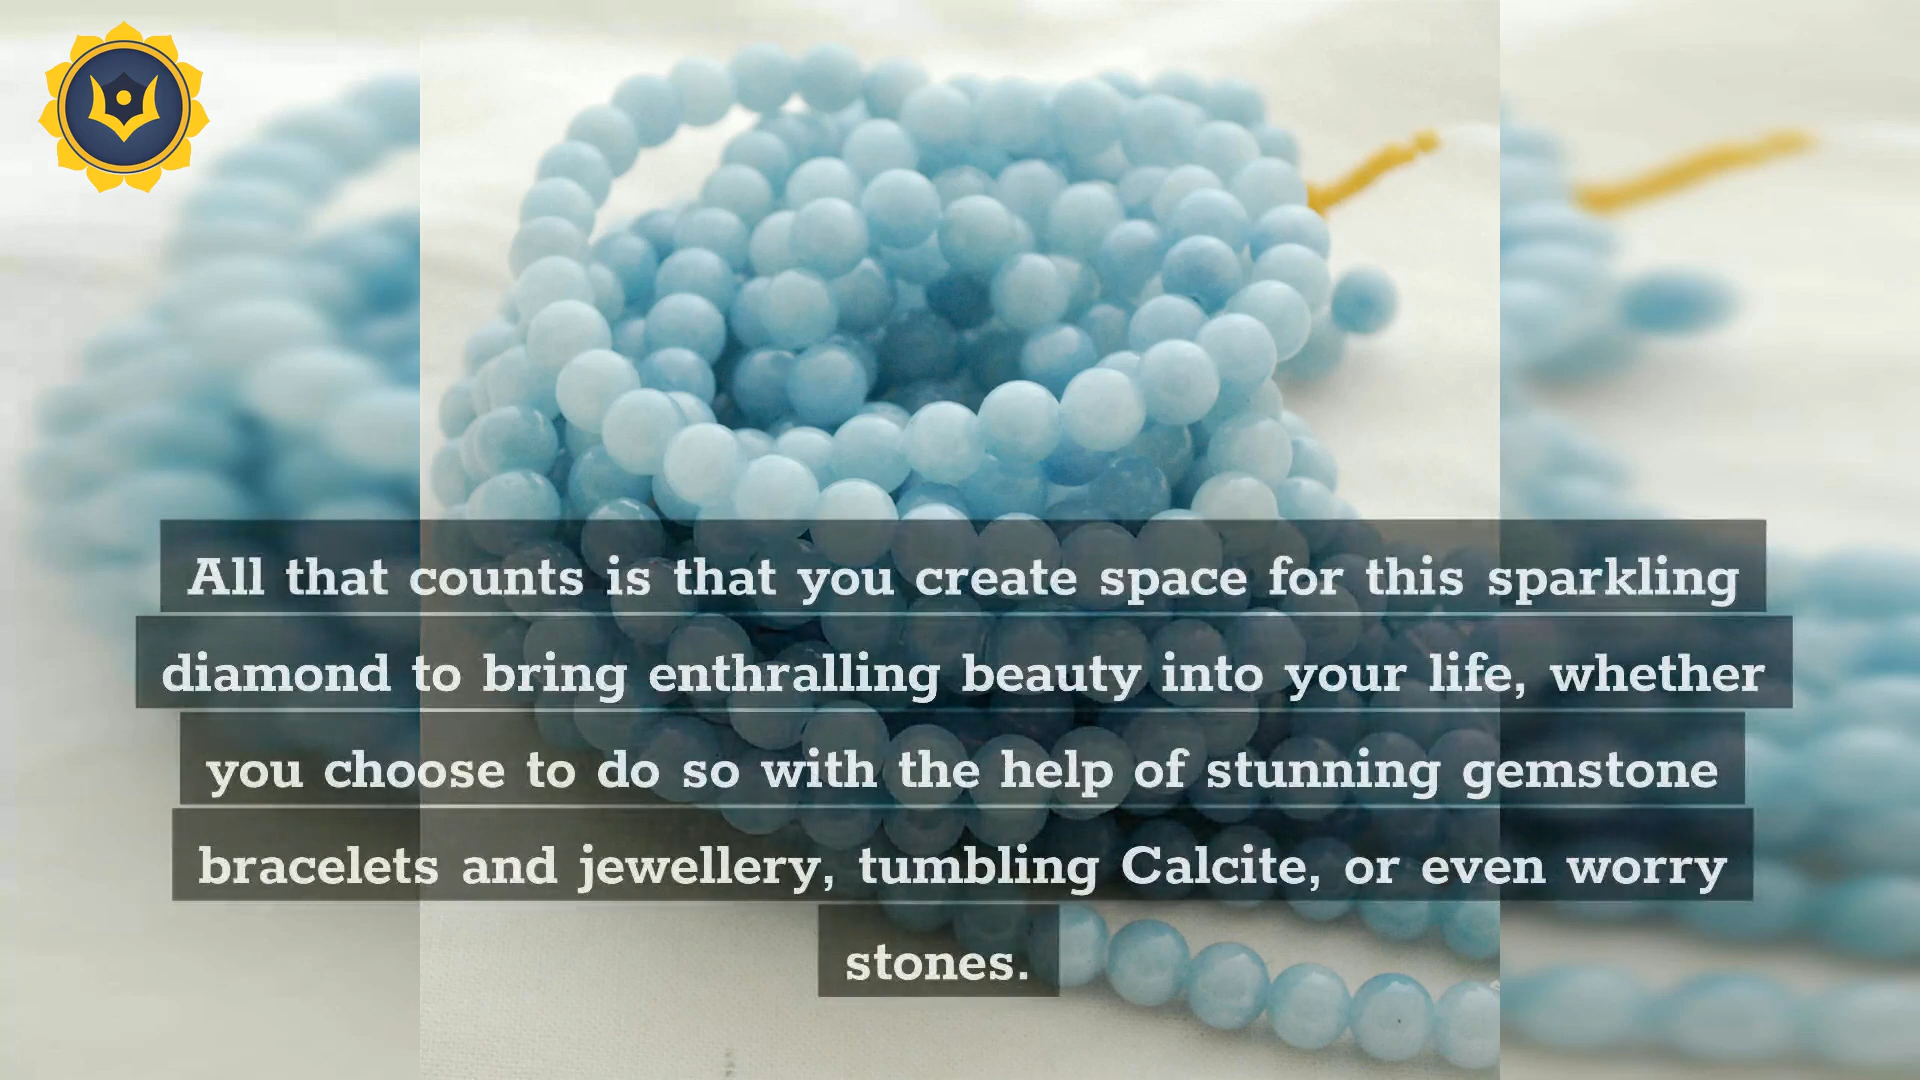 All that counts is that you create space for this sparkling
diamond to bring enthralling beauty into your life, whether
you choose to do so with the help of stunning gemstone
bracelets and jewellery, tumbling Calcite, or even worry
stones.